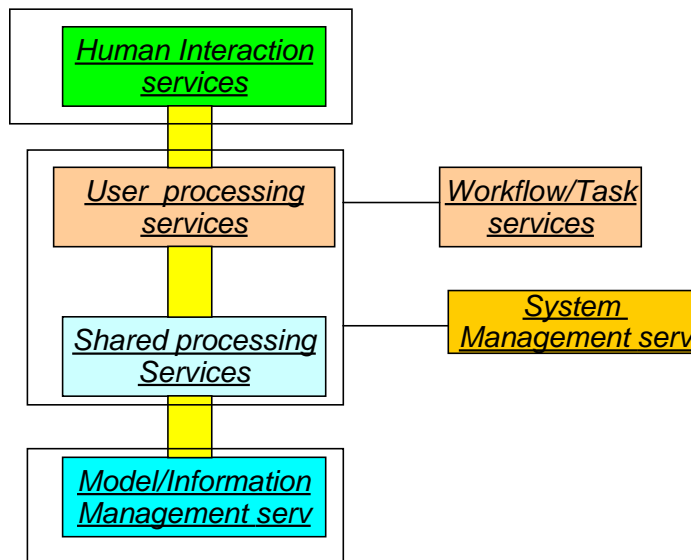 Human Interaction
services
User processing
services
Workflow/Task
services
Shared processing
Services
System
Management serv
Model/Information
Management serv